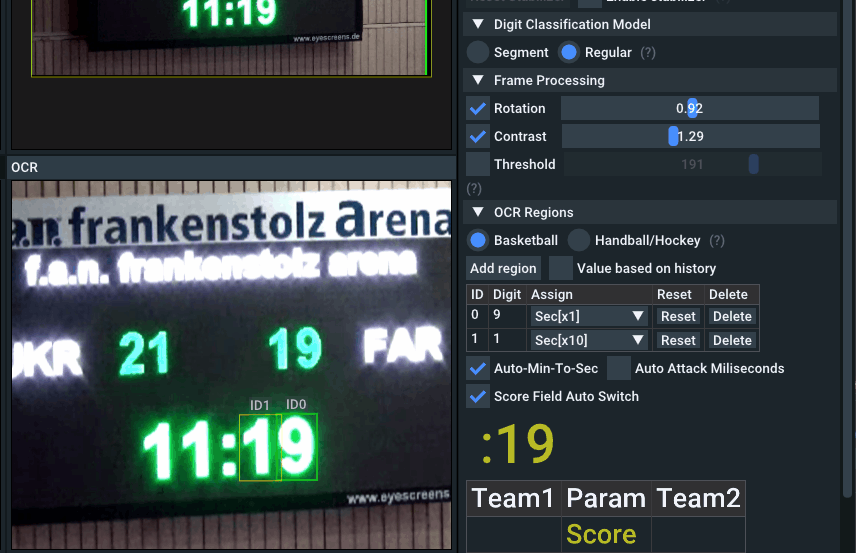 11:19
www.eyescreens.de
OCR
frankenstolz arena
f.a.n. frankenstolz arena
21 19 FAR
ID1 ID0
11:19
www.eyescreens
Digit Classification Model
Segment Regular (?)
Frame Processing
Rotation 0.92
Contrast 1.29
Threshold 191
(?)
OCR Regions
Basketball Handball/Hockey (?)
Add region Value based on history
ID Digit Assign Reset Delete
0 9 Sec[x1] Reset Delete
1 1 Sec[x10] Reset Delete
Auto-Min-To-Sec Auto Attack Miliseconds
Score Field Auto Switch
:19
Team1 Param Team2
Score